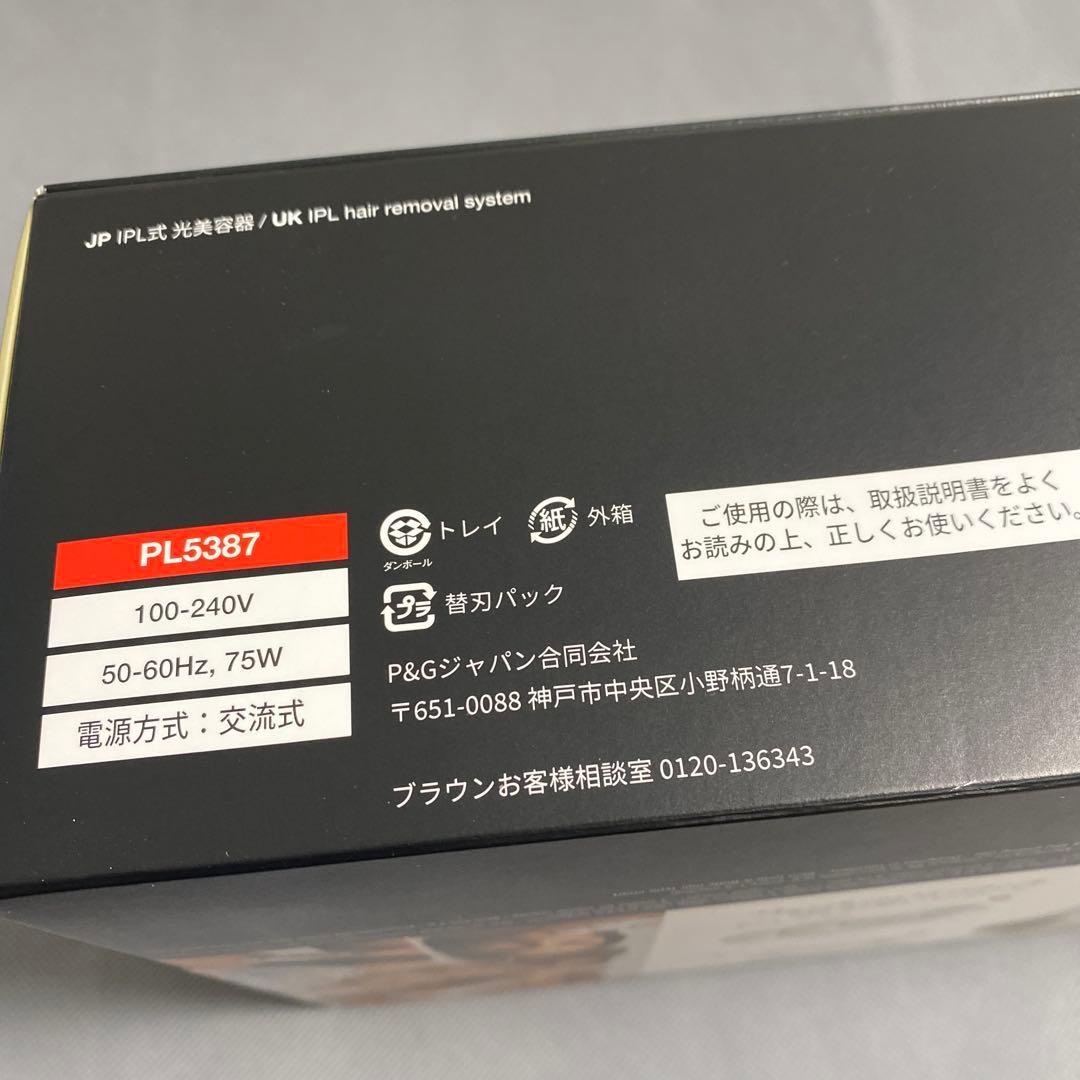 JP IPL式 光美容器 / UK IPL hair removal system
PL5387
100-240V
50-60Hz, 75W
電源方式：交流式
トレイ
ダンボール
紙 外箱
プラ 替刃パック
ご使用の際は、取扱説明書をよく
お読みの上、正しくお使いください。
P&Gジャパン合同会社
〒651-0088 神戸市中央区小野柄通7-1-18
ブラウンお客様相談室 0120-136343